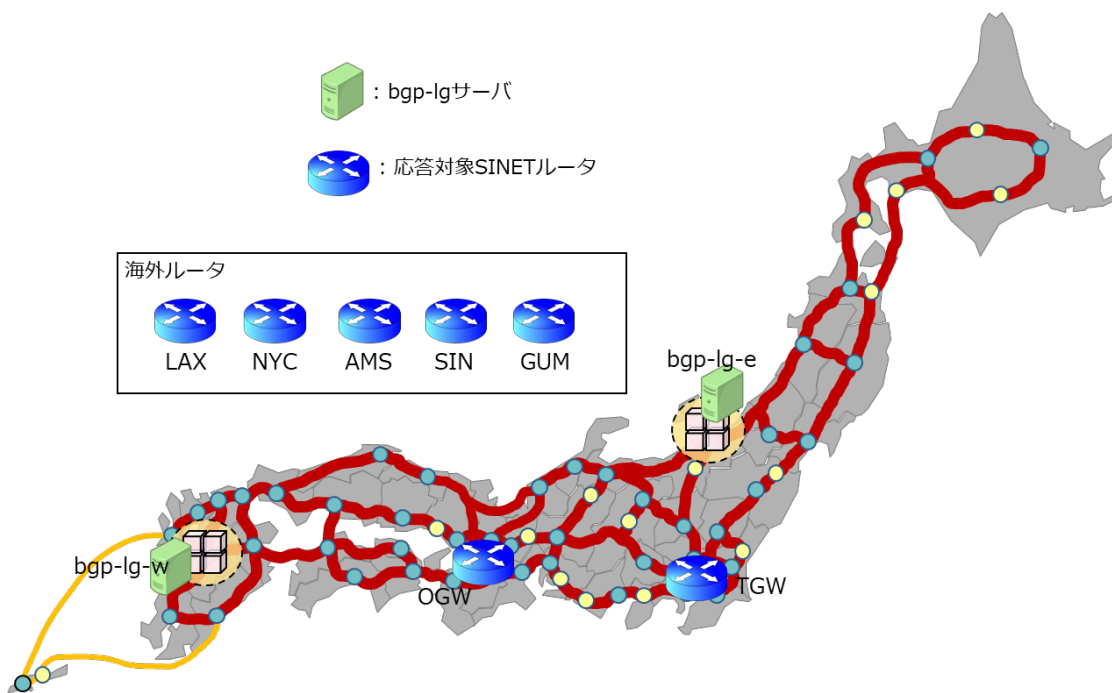 ：bgp-lgサーバ
：応答対象SINETルータ
海外ルータ
LAX NYC AMS SIN GUM
bgp-lg-e
bgp-lg-w
OGW
TGW